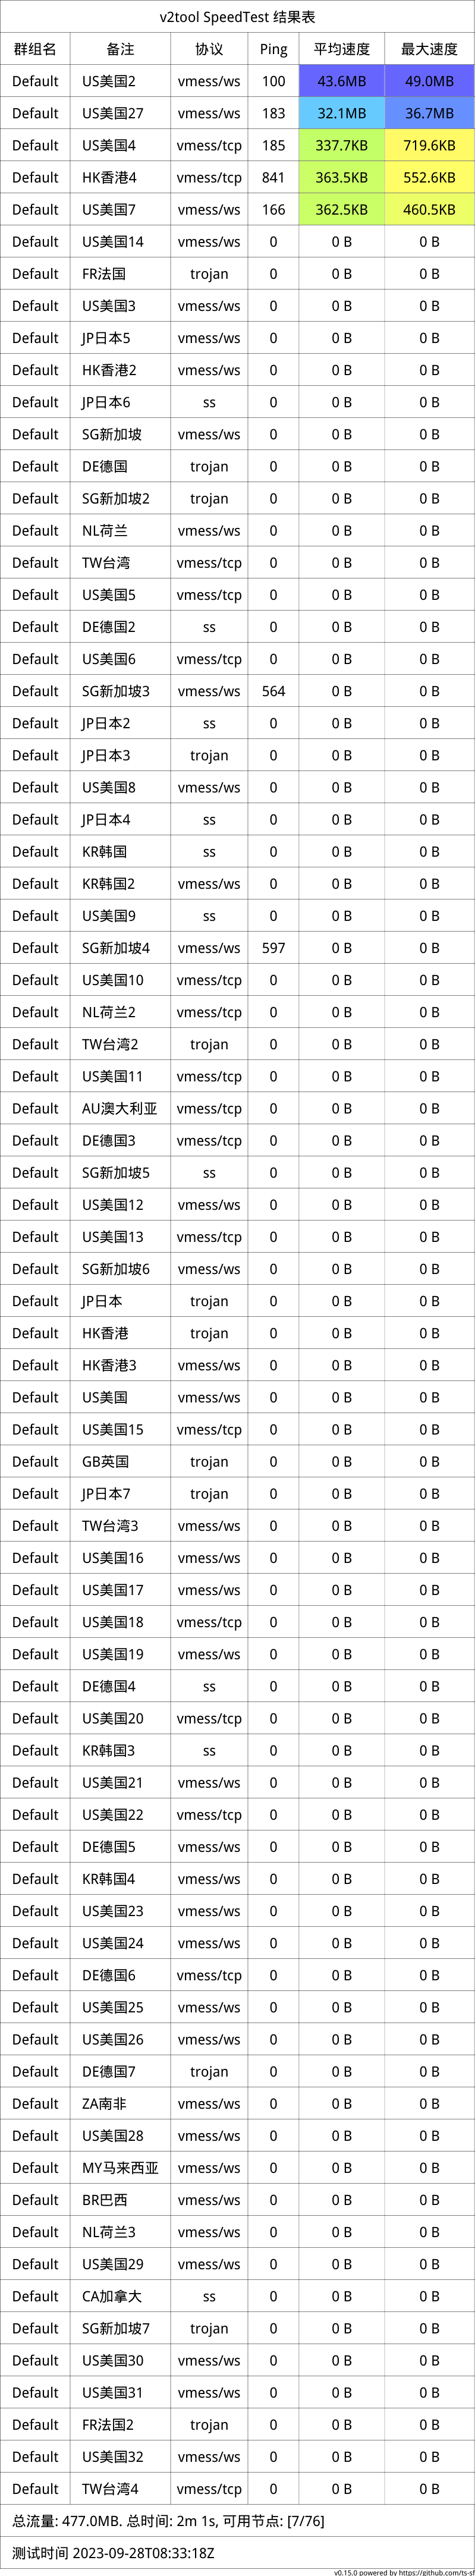 v2tool SpeedTest 结果表
群组名 备注 协议 Ping 平均速度 最大速度
Default US美国2 vmess/ws 100 43.6MB 49.0MB
Default US美国27 vmess/ws 183 32.1MB 36.7MB
Default US美国4 vmess/tcp 185 337.7KB 719.6KB
Default HK香港4 vmess/tcp 841 363.5KB 552.6KB
Default US美国7 vmess/ws 166 362.5KB 460.5KB
Default US美国14 vmess/ws 0 0 B 0 B
Default FR法国 trojan 0 0 B 0 B
Default US美国3 vmess/ws 0 0 B 0 B
Default JP日本5 vmess/ws 0 0 B 0 B
Default HK香港2 vmess/ws 0 0 B 0 B
Default JP日本6 ss 0 0 B 0 B
Default SG新加坡 vmess/ws 0 0 B 0 B
Default DE德国 trojan 0 0 B 0 B
Default SG新加坡2 trojan 0 0 B 0 B
Default NL荷兰 vmess/ws 0 0 B 0 B
Default TW台湾 vmess/tcp 0 0 B 0 B
Default US美国5 vmess/tcp 0 0 B 0 B
Default DE德国2 ss 0 0 B 0 B
Default US美国6 vmess/tcp 0 0 B 0 B
Default SG新加坡3 vmess/ws 564 0 B 0 B
Default JP日本2 ss 0 0 B 0 B
Default JP日本3 trojan 0 0 B 0 B
Default US美国8 vmess/ws 0 0 B 0 B
Default JP日本4 ss 0 0 B 0 B
Default KR韩国 ss 0 0 B 0 B
Default KR韩国2 vmess/ws 0 0 B 0 B
Default US美国9 ss 0 0 B 0 B
Default SG新加坡4 vmess/ws 597 0 B 0 B
Default US美国10 vmess/tcp 0 0 B 0 B
Default NL荷兰2 vmess/tcp 0 0 B 0 B
Default TW台湾2 trojan 0 0 B 0 B
Default US美国11 vmess/tcp 0 0 B 0 B
Default AU澳大利亚 vmess/tcp 0 0 B 0 B
Default DE德国3 vmess/tcp 0 0 B 0 B
Default SG新加坡5 ss 0 0 B 0 B
Default US美国12 vmess/ws 0 0 B 0 B
Default US美国13 vmess/tcp 0 0 B 0 B
Default SG新加坡6 vmess/ws 0 0 B 0 B
Default JP日本 trojan 0 0 B 0 B
Default HK香港 trojan 0 0 B 0 B
Default HK香港3 vmess/ws 0 0 B 0 B
Default US美国 vmess/ws 0 0 B 0 B
Default US美国15 vmess/tcp 0 0 B 0 B
Default GB英国 trojan 0 0 B 0 B
Default JP日本7 trojan 0 0 B 0 B
Default TW台湾3 vmess/ws 0 0 B 0 B
Default US美国16 vmess/ws 0 0 B 0 B
Default US美国17 vmess/ws 0 0 B 0 B
Default US美国18 vmess/tcp 0 0 B 0 B
Default US美国19 vmess/ws 0 0 B 0 B
Default DE德国4 ss 0 0 B 0 B
Default US美国20 vmess/tcp 0 0 B 0 B
Default KR韩国3 ss 0 0 B 0 B
Default US美国21 vmess/ws 0 0 B 0 B
Default US美国22 vmess/tcp 0 0 B 0 B
Default DE德国5 vmess/ws 0 0 B 0 B
Default KR韩国4 vmess/ws 0 0 B 0 B
Default US美国23 vmess/ws 0 0 B 0 B
Default US美国24 vmess/ws 0 0 B 0 B
Default DE德国6 vmess/tcp 0 0 B 0 B
Default US美国25 vmess/ws 0 0 B 0 B
Default US美国26 vmess/ws 0 0 B 0 B
Default DE德国7 trojan 0 0 B 0 B
Default ZA南非 vmess/ws 0 0 B 0 B
Default US美国28 vmess/ws 0 0 B 0 B
Default MY马来西亚 vmess/ws 0 0 B 0 B
Default BR巴西 vmess/ws 0 0 B 0 B
Default NL荷兰3 vmess/ws 0 0 B 0 B
Default US美国29 vmess/ws 0 0 B 0 B
Default CA加拿大 ss 0 0 B 0 B
Default SG新加坡7 trojan 0 0 B 0 B
Default US美国30 vmess/ws 0 0 B 0 B
Default US美国31 vmess/ws 0 0 B 0 B
Default FR法国2 trojan 0 0 B 0 B
Default US美国32 vmess/ws 0 0 B 0 B
Default TW台湾4 vmess/tcp 0 0 B 0 B
总流量: 477.0MB. 总时间: 2m 1s, 可用节点: [7/76]
测试时间 2023-09-28T08:33:18Z
v0.15.0 powered by https://github.com/ts-sf